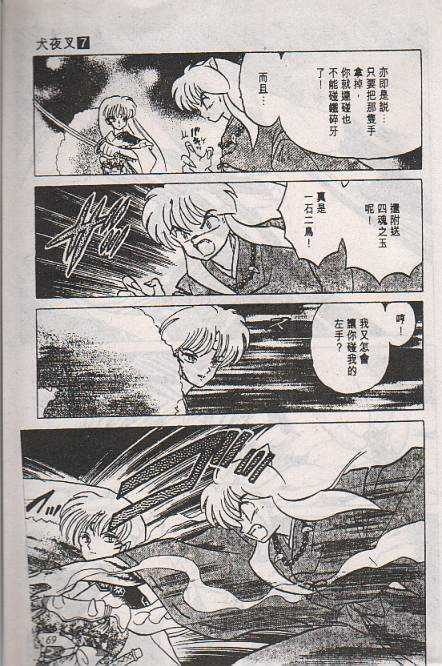 犬夜叉 7
亦即是說…
只要把那隻手
拿掉，
你就連碰也
不能碰鐵碎牙
了！
而且…
還附送
四魂之玉
呢！
真是
一石二鳥！
哼！
我又怎會
讓你碰我的
左手？
69